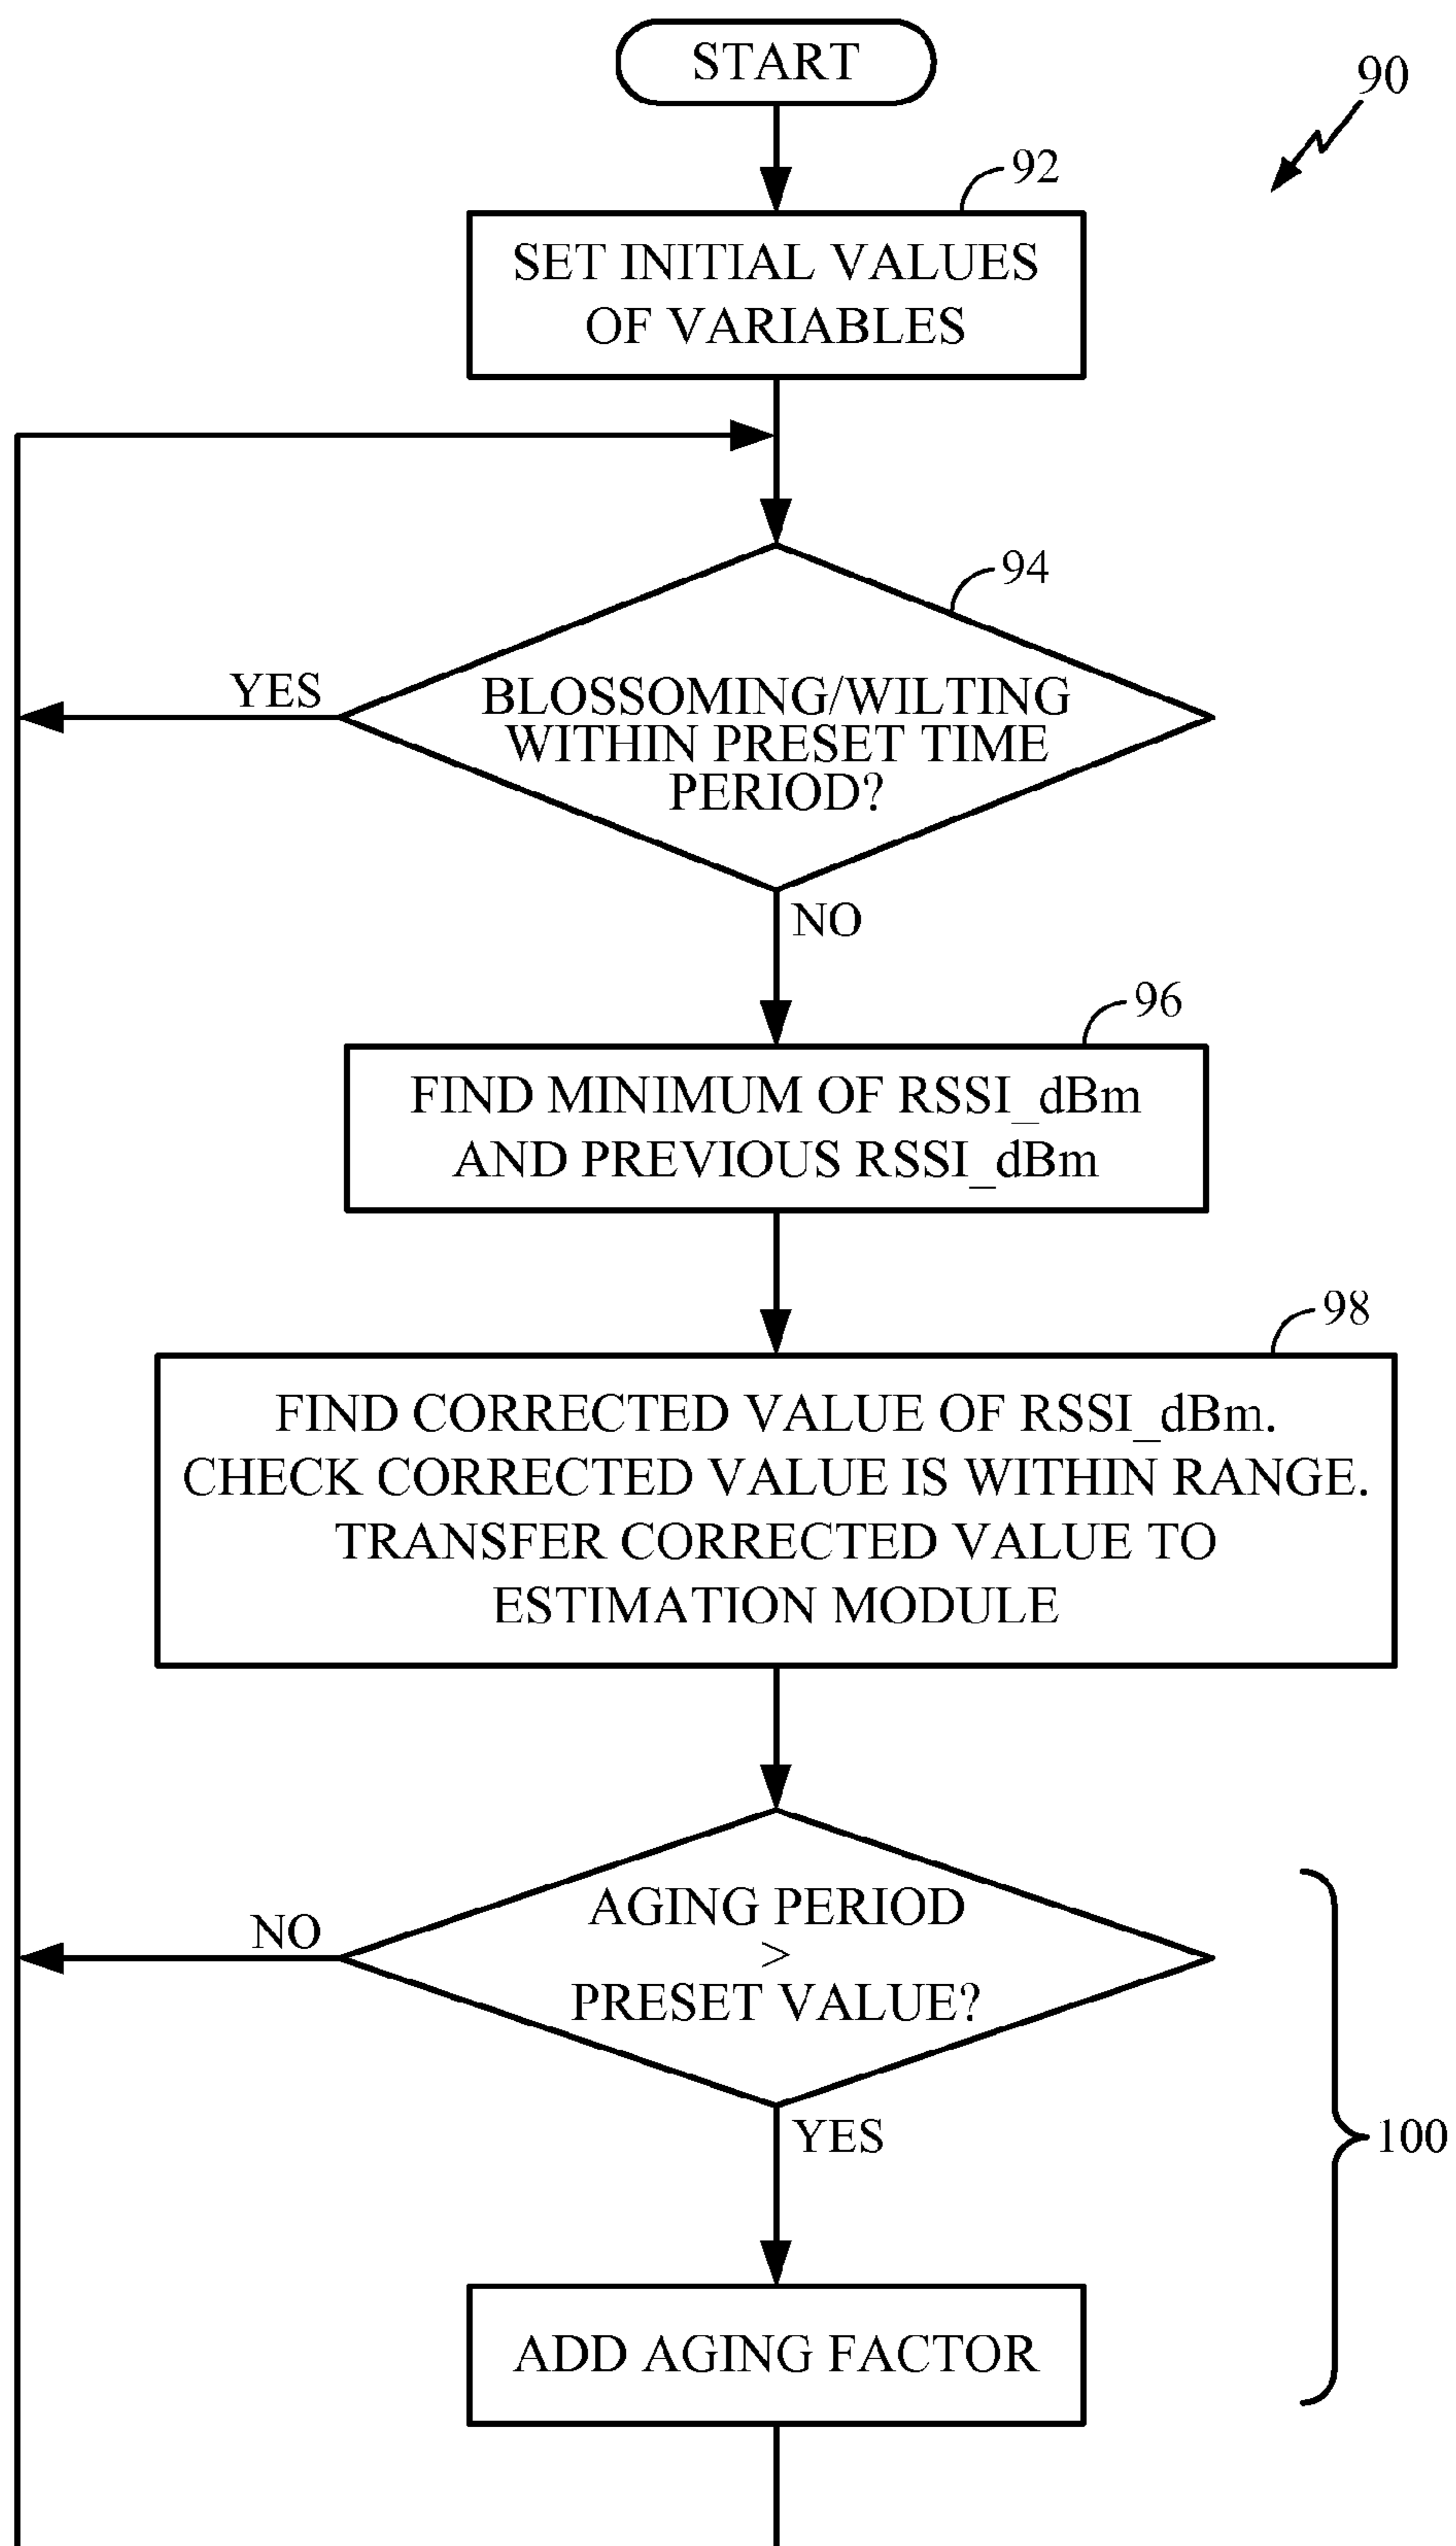 START
90
92
SET INITIAL VALUES
OF VARIABLES
94
YES
BLOSSOMING/WILTING
WITHIN PRESET TIME
PERIOD?
NO
96
FIND MINIMUM OF RSSI_dBm
AND PREVIOUS RSSI_dBm
98
FIND CORRECTED VALUE OF RSSI_dBm.
CHECK CORRECTED VALUE IS WITHIN RANGE.
TRANSFER CORRECTED VALUE TO
ESTIMATION MODULE
NO
AGING PERIOD
>
PRESET VALUE?
YES
100
ADD AGING FACTOR